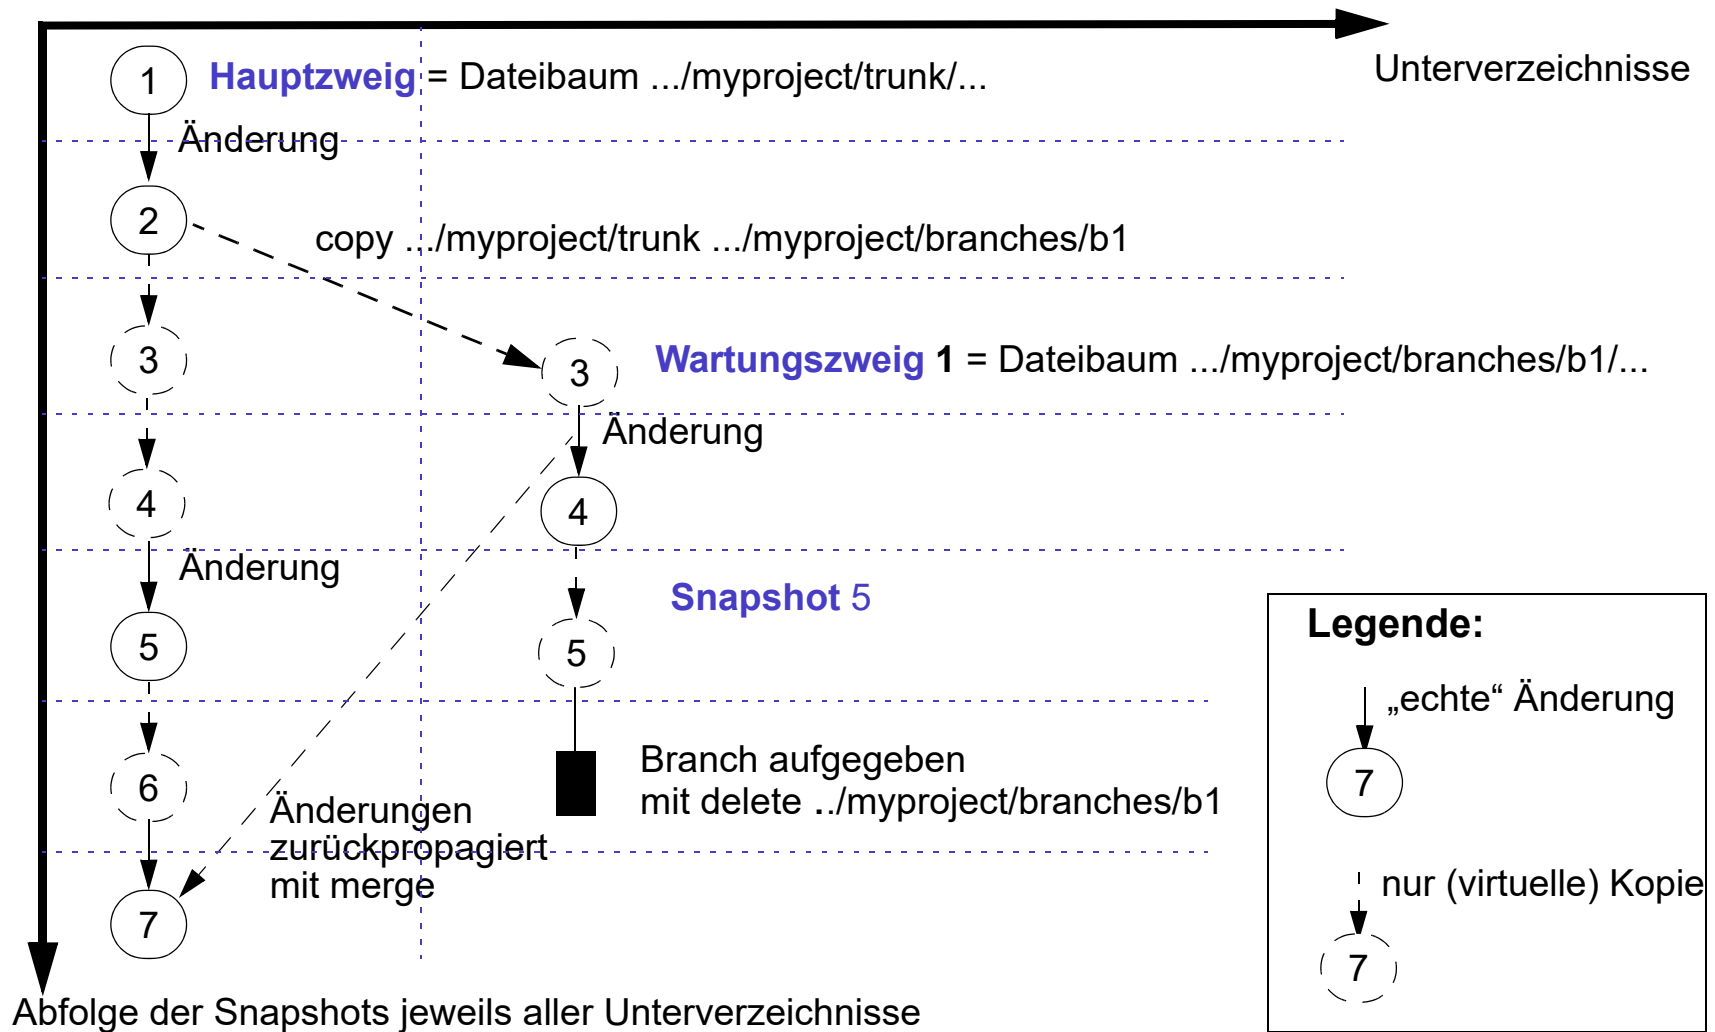 Unterverzeichnisse
1 Hauptzweig = Dateibaum .../myproject/trunk/...
Änderung
2
copy .../myproject/trunk .../myproject/branches/b1
3
3 Wartungszweig 1 = Dateibaum .../myproject/branches/b1/...
Änderung
4
4
Änderung
Snapshot 5
5
5
Branch aufgegeben
mit delete ../myproject/branches/b1
6
Änderungen
zurückpropagiert
mit merge
7
Abfolge der Snapshots jeweils aller Unterverzeichnisse
Legende:
„echte“ Änderung
7
nur (virtuelle) Kopie
7